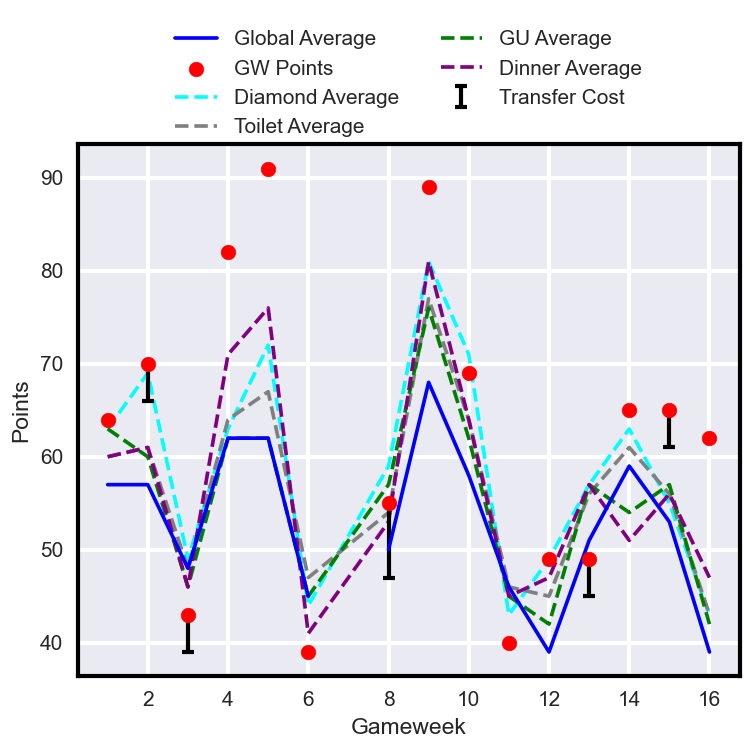 Global Average
GW Points
Diamond Average
Toilet Average
GU Average
Dinner Average
Transfer Cost
90
80
70
60
50
40
Points
2 4 6 8 10 12 14 16
Gameweek